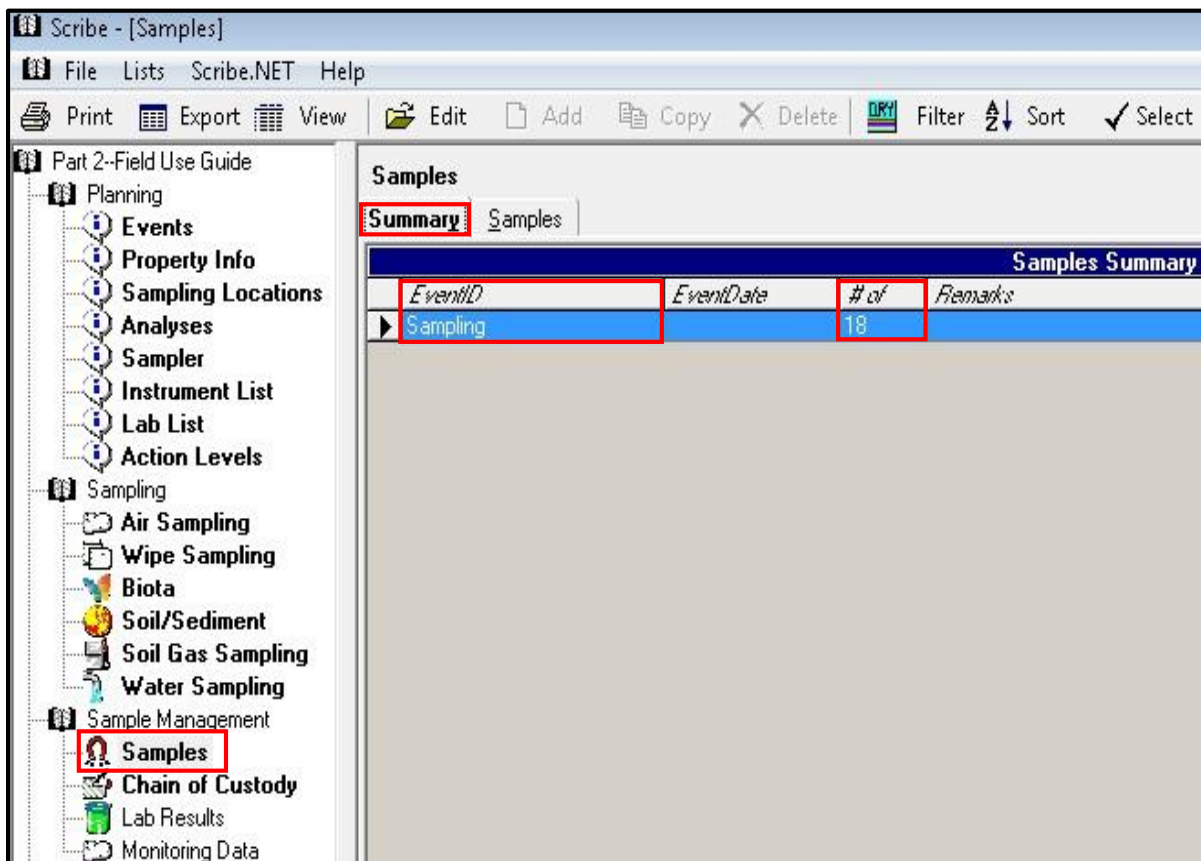 Scribe - [Samples]
File Lists Scribe.NET Help
Print Export View Edit Add Copy Delete DRY Filter Sort Select
Part 2--Field Use Guide
Planning
Events
Property Info
Sampling Locations
Analyses
Sampler
Instrument List
Lab List
Action Levels
Sampling
Air Sampling
Wipe Sampling
Biota
Soil/Sediment
Soil Gas Sampling
Water Sampling
Sample Management
Samples
Chain of Custody
Lab Results
Monitoring Data
Samples
Summary Samples
Samples Summary
EventID EventDate # of Remarks
Sampling 18